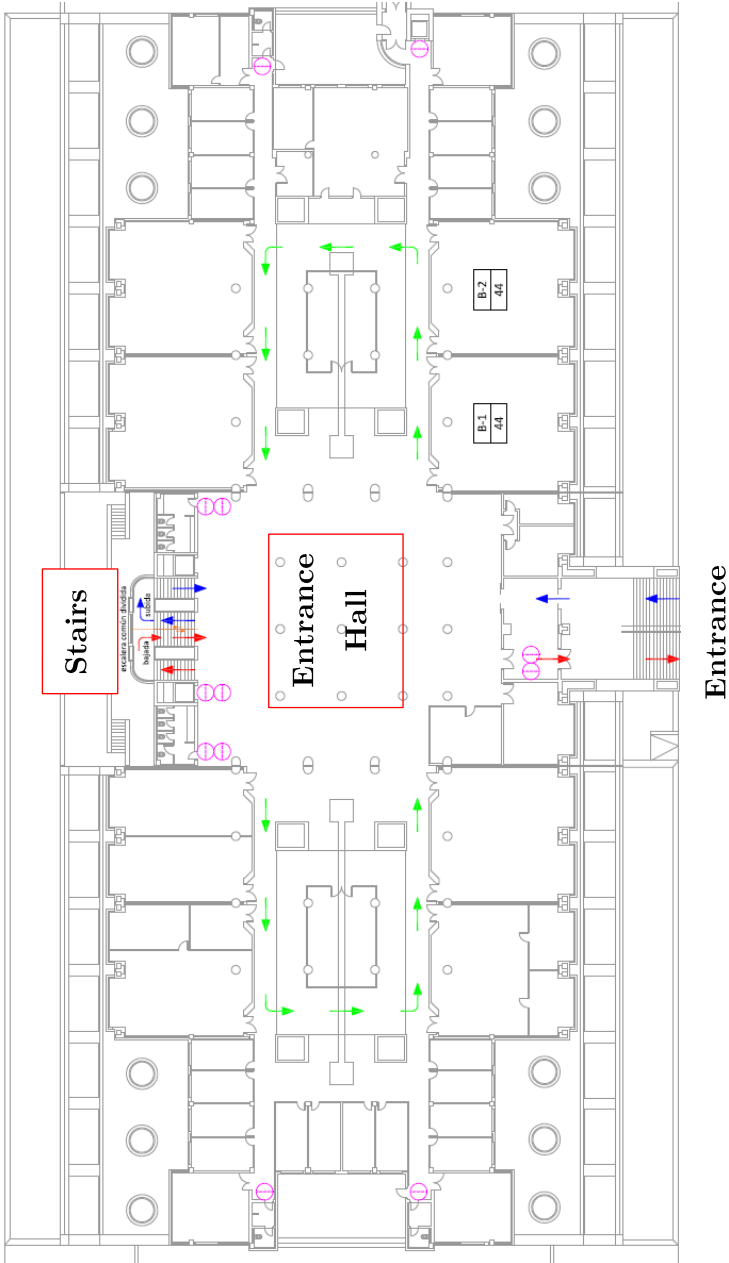 Stairs
escalera común dividida
subida
bajada
Entrance
Hall
B-2
44
B-1
44
Entrance